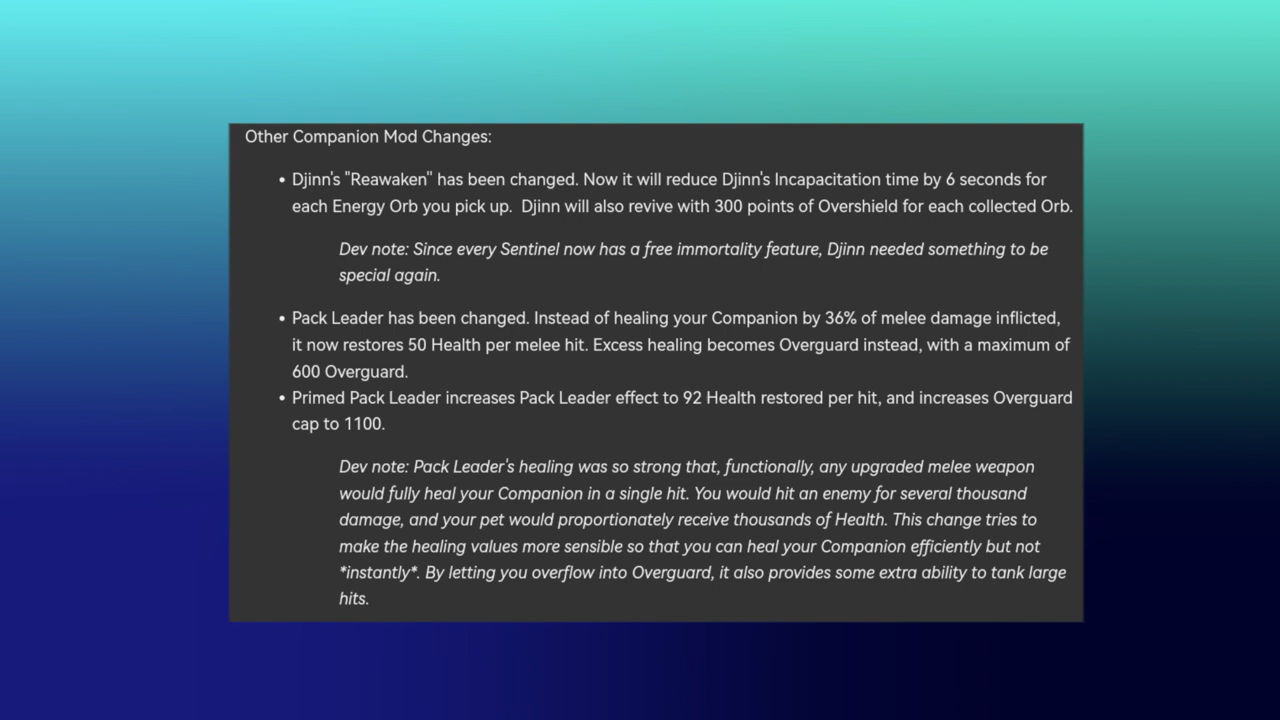 Other Companion Mod Changes:
• Djinn's "Reawaken" has been changed. Now it will reduce Djinn's Incapacitation time by 6 seconds for
each Energy Orb you pick up.  Djinn will also revive with 300 points of Overshield for each collected Orb.
Dev note: Since every Sentinel now has a free immortality feature, Djinn needed something to be
special again.
• Pack Leader has been changed. Instead of healing your Companion by 36% of melee damage inflicted,
it now restores 50 Health per melee hit. Excess healing becomes Overguard instead, with a maximum of
600 Overguard.
• Primed Pack Leader increases Pack Leader effect to 92 Health restored per hit, and increases Overguard
cap to 1100.
Dev note: Pack Leader's healing was so strong that, functionally, any upgraded melee weapon
would fully heal your Companion in a single hit. You would hit an enemy for several thousand
damage, and your pet would proportionately receive thousands of Health. This change tries to
make the healing values more sensible so that you can heal your Companion efficiently but not
*instantly*. By letting you overflow into Overguard, it also provides some extra ability to tank large
hits.